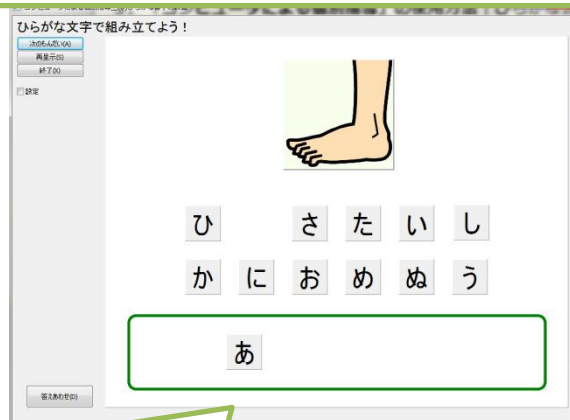 ひらがな文字で組み立てよう！
次のもんだい(A)
再呈示(S)
終了(X)
設定
ひ さ た い し
か に お め ぬ う
あ
答えあわせ(D)